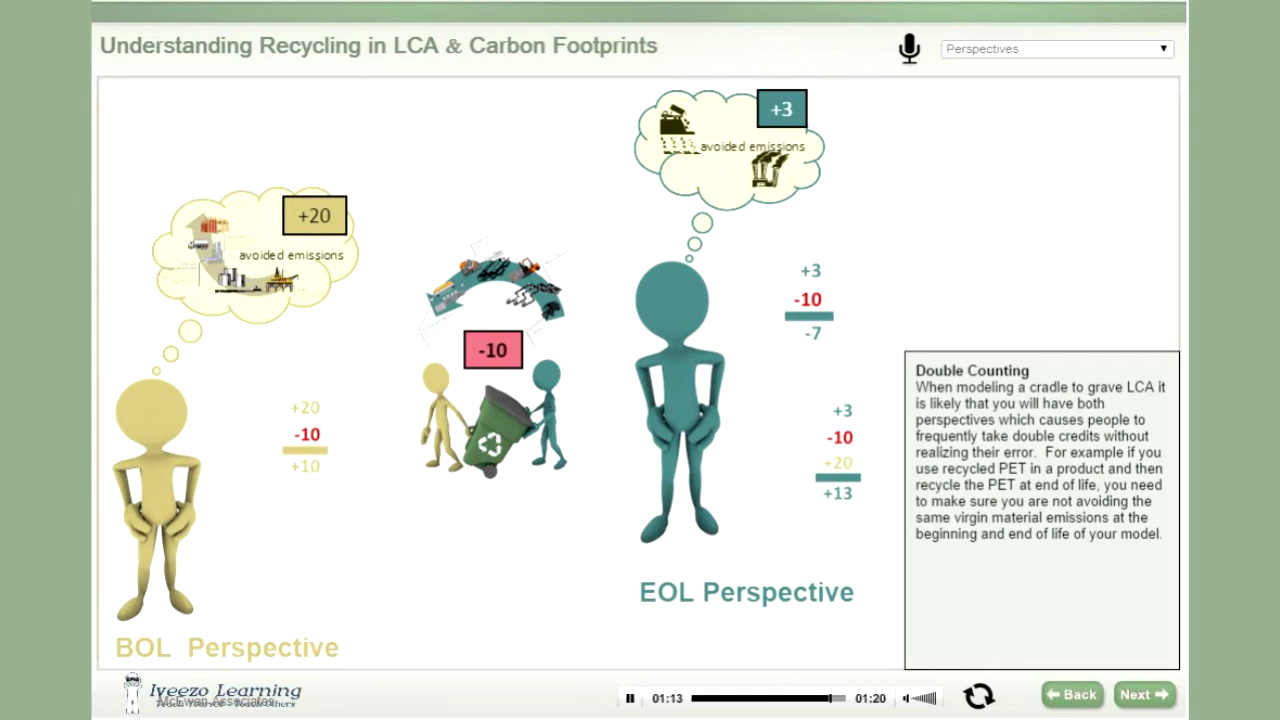 Understanding Recycling in LCA & Carbon Footprints
Perspectives
+3
avoided emissions
+20
avoided emissions
+3
-10
-7
-10
+20
-10
+10
+3
-10
+20
+13
Double Counting
When modeling a cradle to grave LCA it
is likely that you will have both
perspectives which causes people to
frequently take double credits without
realizing their error. For example if you
use recycled PET in a product and then
recycle the PET at end of life, you need
to make sure you are not avoiding the
same virgin material emissions at the
beginning and end of life of your model.
EOL Perspective
BOL Perspective
Iveezo Learning
McEwan Associates
01:13
01:20
Back
Next